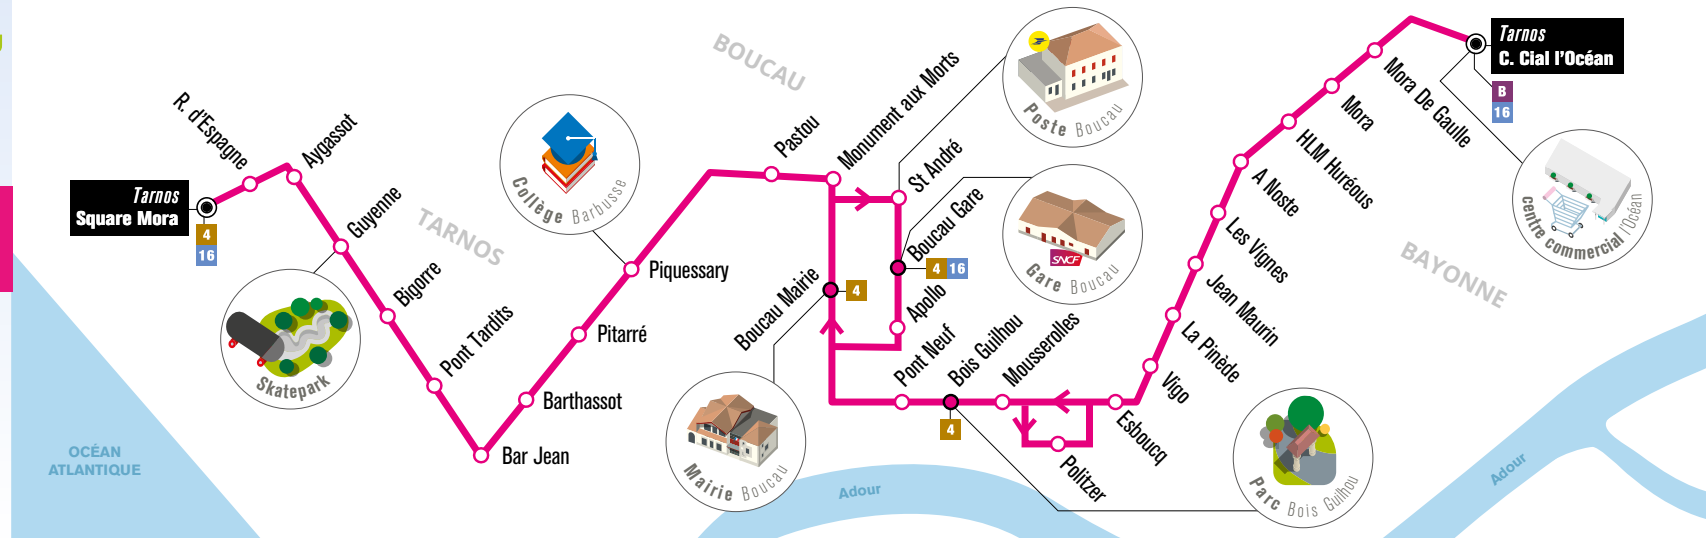 Tarnos
Square Mora
4
16
R. d'Espagne
Aygassot
Guyenne
Skatepark
Bigorre
Pont Tardits
Bar Jean
Barthassot
Pitarré
Piquessary
Collège Barbusse
Pastou
Monument aux Morts
St André
Poste Boucau
Boucau Gare
4 16
SNCF
Gare Boucau
Apollo
Boucau Mairie
4
Mairie Boucau
Pont Neuf
Bois Guilhou
4
Parc Bois Guilhou
Mousserolles
Politzer
Esboucq
Vigo
La Pinède
Jean Maurin
Les Vignes
A Noste
HLM Huréous
Mora
Mora De Gaulle
Tarnos
C. Cial l'Océan
B
16
centre commercial l'Océan
BOUCAU
TARNOS
BAYONNE
OCÉAN
ATLANTIQUE
Adour
Adour